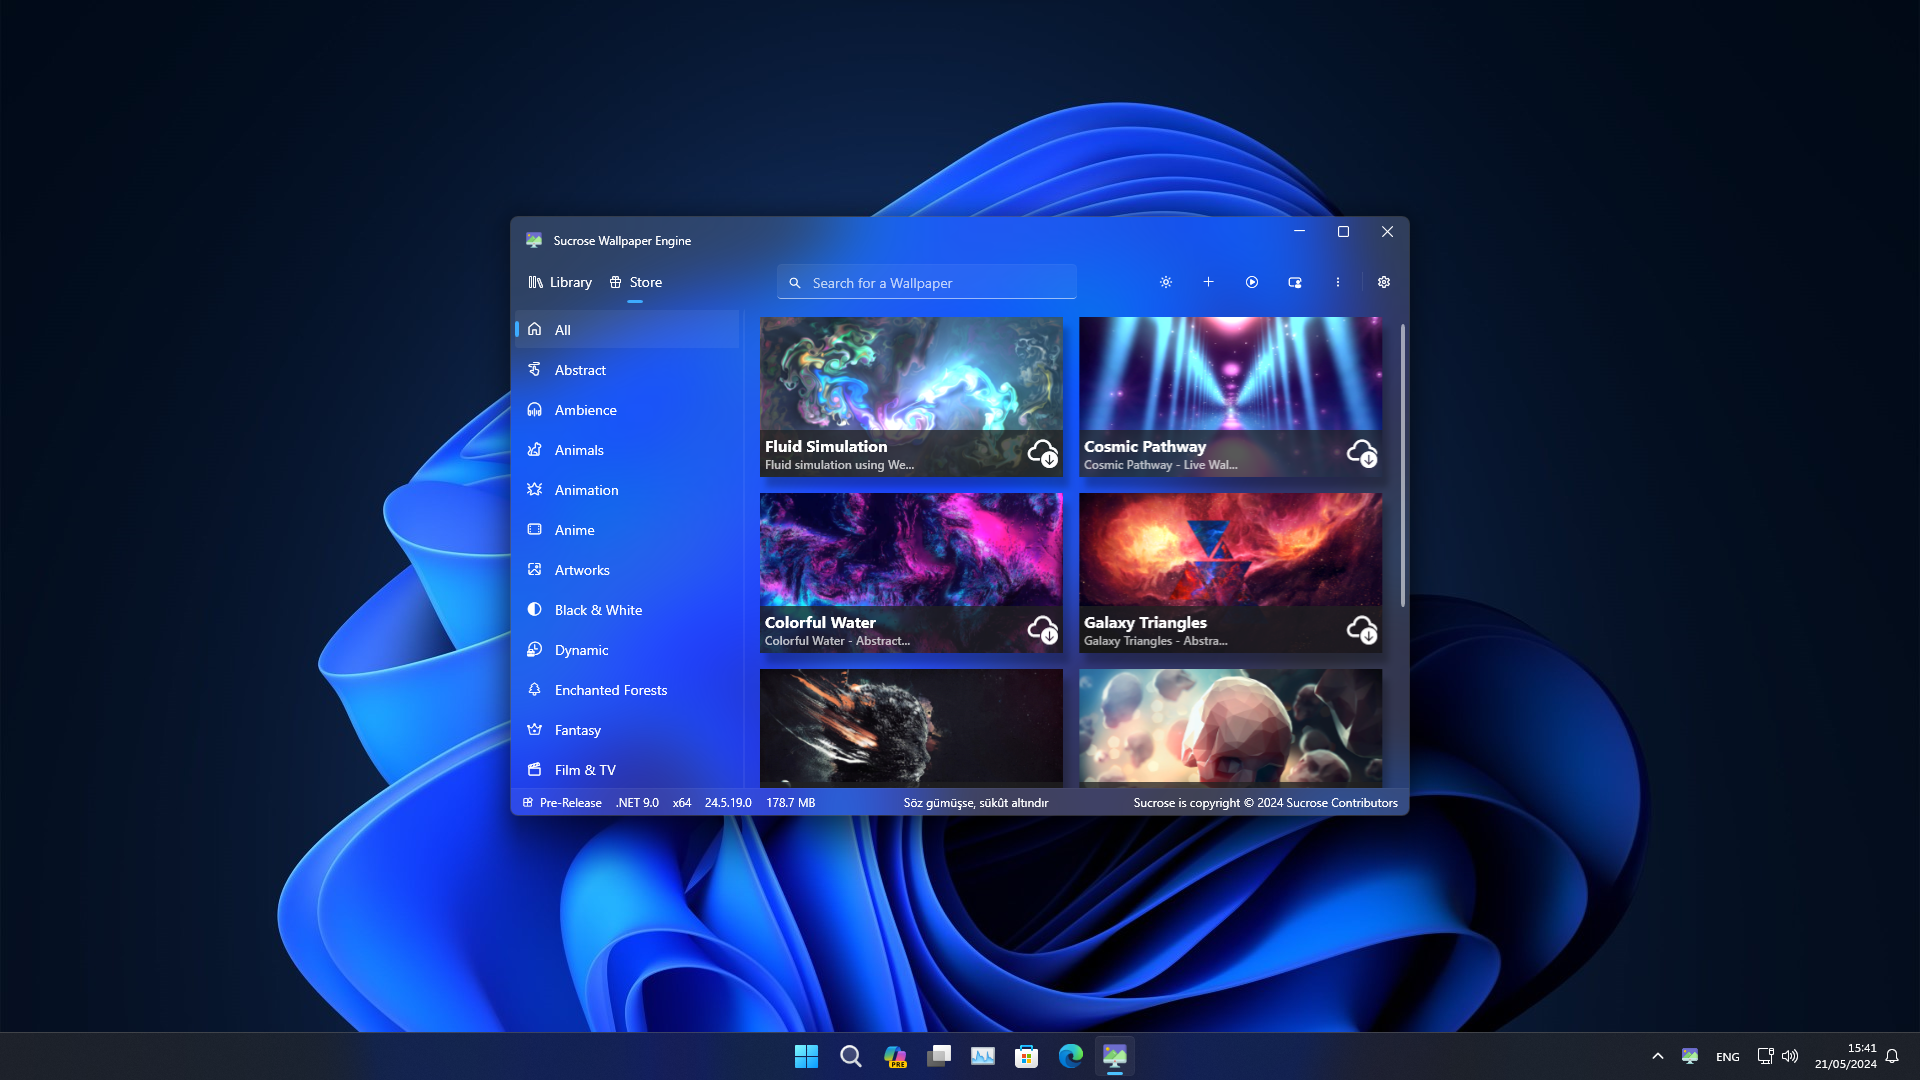 Sucrose Wallpaper Engine
Library
Store
Search for a Wallpaper
All
Abstract
Ambience
Animals
Animation
Anime
Artworks
Black & White
Dynamic
Enchanted Forests
Fantasy
Film & TV
Fluid Simulation
Fluid simulation using We...
Cosmic Pathway
Cosmic Pathway - Live Wal...
Colorful Water
Colorful Water - Abstract...
Galaxy Triangles
Galaxy Triangles - Abstra...
Pre-Release .NET 9.0 x64 24.5.19.0 178.7 MB
Söz gümüşse, sükût altındır
Sucrose is copyright © 2024 Sucrose Contributors
PRE
ENG
15:41
21/05/2024